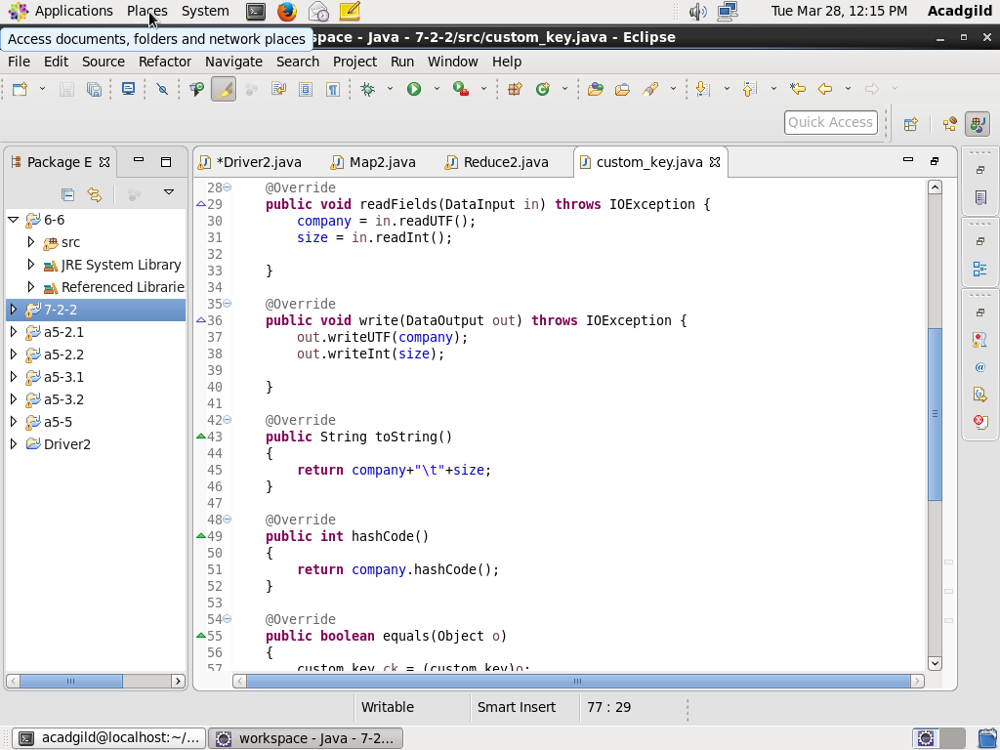 Applications Places System Tue Mar 28, 12:15 PM Acadgild
Access documents, folders and network places
space - Java - 7-2-2/src/custom_key.java - Eclipse
File Edit Source Refactor Navigate Search Project Run Window Help
Quick Access
Package E
*Driver2.java Map2.java Reduce2.java custom_key.java
6-6
src
JRE System Library
Referenced Librarie
7-2-2
a5-2.1
a5-2.2
a5-3.1
a5-3.2
a5-5
Driver2
28 @Override
29 public void readFields(DataInput in) throws IOException {
30 company = in.readUTF();
31 size = in.readInt();
32
33 }
34
35 @Override
36 public void write(DataOutput out) throws IOException {
37 out.writeUTF(company);
38 out.writeInt(size);
39
40 }
41
42 @Override
43 public String toString()
44 {
45 return company+"\t"+size;
46 }
47
48 @Override
49 public int hashCode()
50 {
51 return company.hashCode();
52 }
53
54 @Override
55 public boolean equals(Object o)
56 {
57 custom_key ck = (custom_key)o;
Writable Smart Insert 77 : 29
acadgild@localhost:~/... workspace - Java - 7-2...